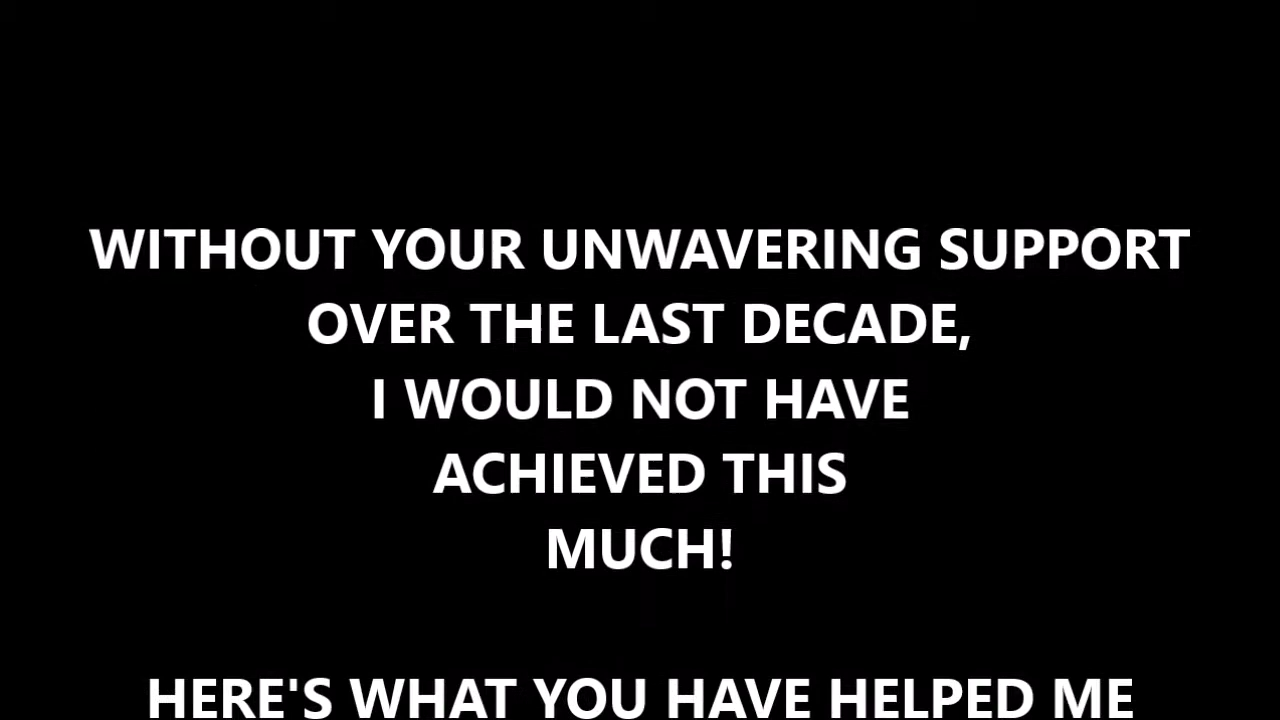 WITHOUT YOUR UNWAVERING SUPPORT
OVER THE LAST DECADE,
I WOULD NOT HAVE
ACHIEVED THIS
MUCH!
HERE'S WHAT YOU HAVE HELPED ME